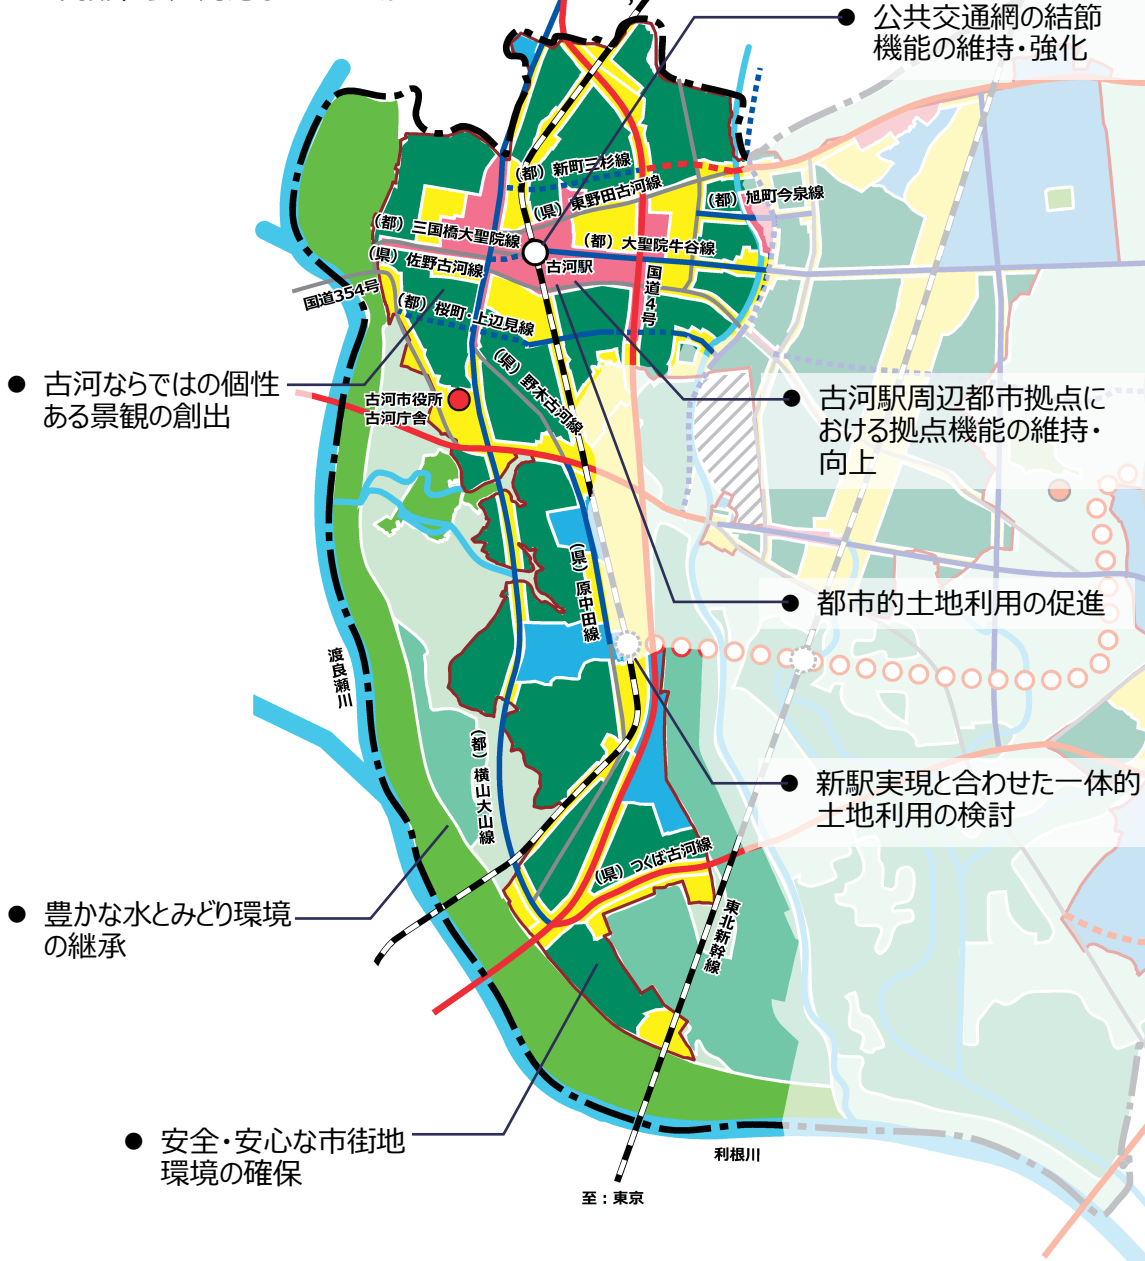 ● 公共交通網の結節
機能の維持・強化
(都)新町三杉線
(県)東野田古河線
(都)旭町今泉線
(都)三国橋大聖院線
(都)大聖院牛谷線
(県)佐野古河線
古河駅
国道4号
国道354号
(都)桜町・上辺見線
(県)野木古河線
● 古河ならではの個性
ある景観の創出
古河市役所
古河庁舎
● 古河駅周辺都市拠点に
おける拠点機能の維持・
向上
(県)原中田線
● 都市的土地利用の促進
渡良瀬川
(都)横山大山線
● 新駅実現と合わせた一体的
土地利用の検討
(県)つくば古河線
● 豊かな水とみどり環境
の継承
東北新幹線
● 安全・安心な市街地
環境の確保
利根川
至:東京